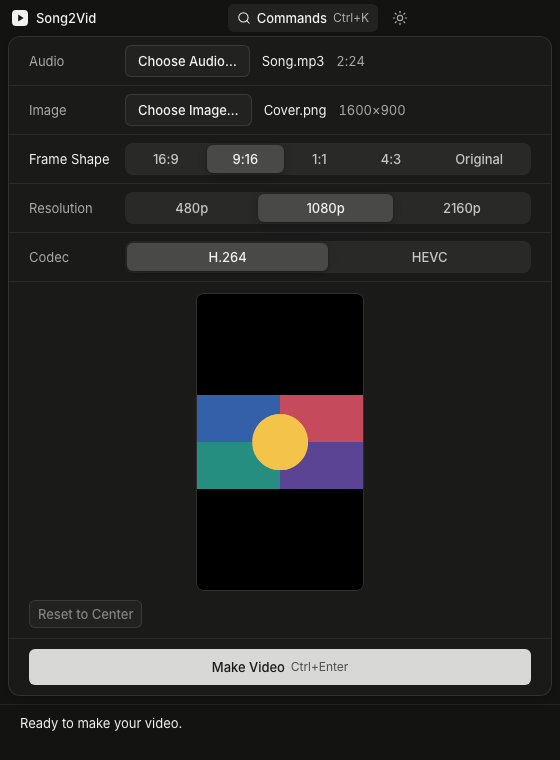 Song2Vid
Commands Ctrl+K
Audio Choose Audio... Song.mp3 2:24
Image Choose Image... Cover.png 1600×900
Frame Shape 16:9 9:16 1:1 4:3 Original
Resolution 480p 1080p 2160p
Codec H.264 HEVC
Reset to Center
Make Video Ctrl+Enter
Ready to make your video.